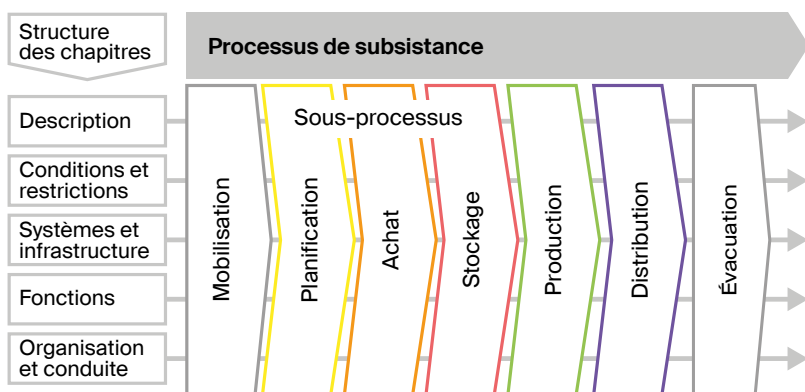 Structure
des chapitres
Processus de subsistance
Sous-processus
Description
Conditions et
restrictions
Systèmes et
infrastructure
Fonctions
Organisation
et conduite
Mobilisation
Planification
Achat
Stockage
Production
Distribution
Évacuation